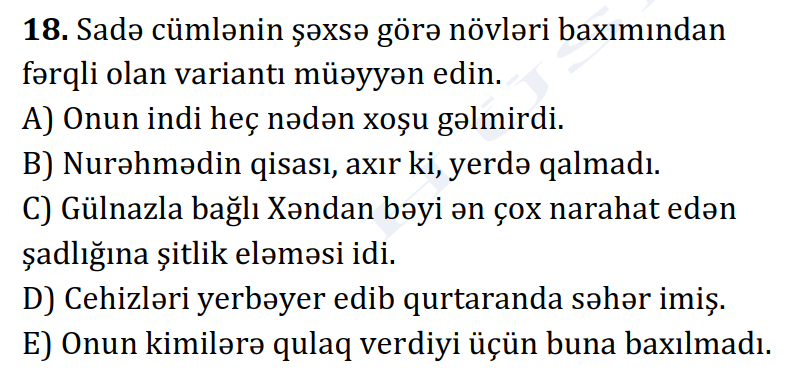 18. Sadə cümlənin şəxsə görə növləri baxımından
fərqli olan variantı müəyyən edin.
A) Onun indi heç nədən xoşu gəlmirdi.
B) Nurəhmədin qisası, axır ki, yerdə qalmadı.
C) Gülnazla bağlı Xəndan bəyi ən çox narahat edən
şadlığına şitlik eləməsi idi.
D) Cehizləri yerbəyer edib qurtaranda səhər imiş.
E) Onun kimilərə qulaq verdiyi üçün buna baxılmadı.